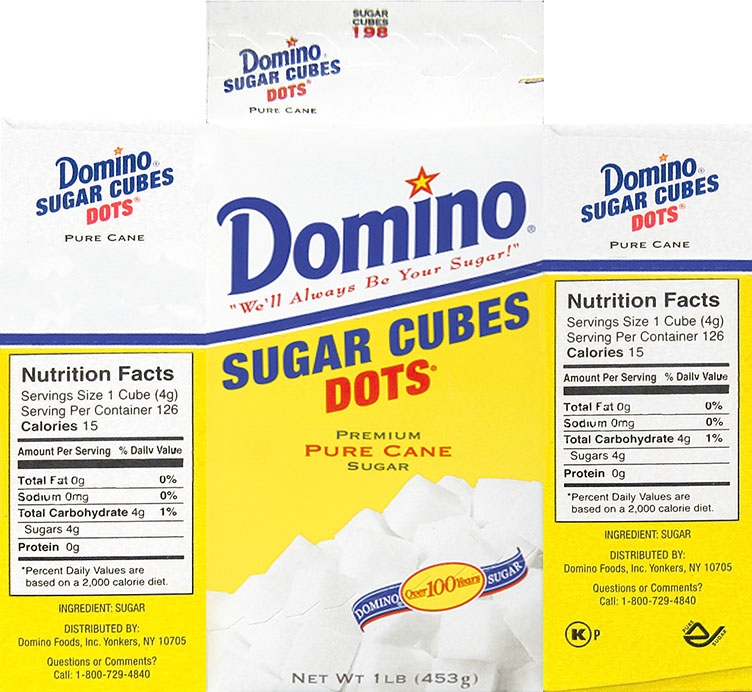 SUGAR
CUBES
198
Domino®
SUGAR CUBES
DOTS®
PURE CANE
Domino®
SUGAR CUBES
DOTS®
PURE CANE
Nutrition Facts
Servings Size 1 Cube (4g)
Serving Per Container 126
Calories 15
Amount Per Serving % Daily Value
Total Fat 0g 0%
Sodium 0mg 0%
Total Carbohydrate 4g 1%
Sugars 4g
Protein 0g
*Percent Daily Values are
based on a 2,000 calorie diet.
INGREDIENT: SUGAR
DISTRIBUTED BY:
Domino Foods, Inc. Yonkers, NY 10705
Questions or Comments?
Call: 1-800-729-4840
Domino®
"We'll Always Be Your Sugar!"
SUGAR CUBES
DOTS®
PREMIUM
PURE CANE
SUGAR
DOMINO® Over 100 Years SUGAR
NET WT 1LB (453g)
Domino®
SUGAR CUBES
DOTS®
PURE CANE
Nutrition Facts
Servings Size 1 Cube (4g)
Serving Per Container 126
Calories 15
Amount Per Serving % Daily Value
Total Fat 0g 0%
Sodium 0mg 0%
Total Carbohydrate 4g 1%
Sugars 4g
Protein 0g
*Percent Daily Values are
based on a 2,000 calorie diet.
INGREDIENT: SUGAR
DISTRIBUTED BY:
Domino Foods, Inc. Yonkers, NY 10705
Questions or Comments?
Call: 1-800-729-4840
K P
PURE SUGAR